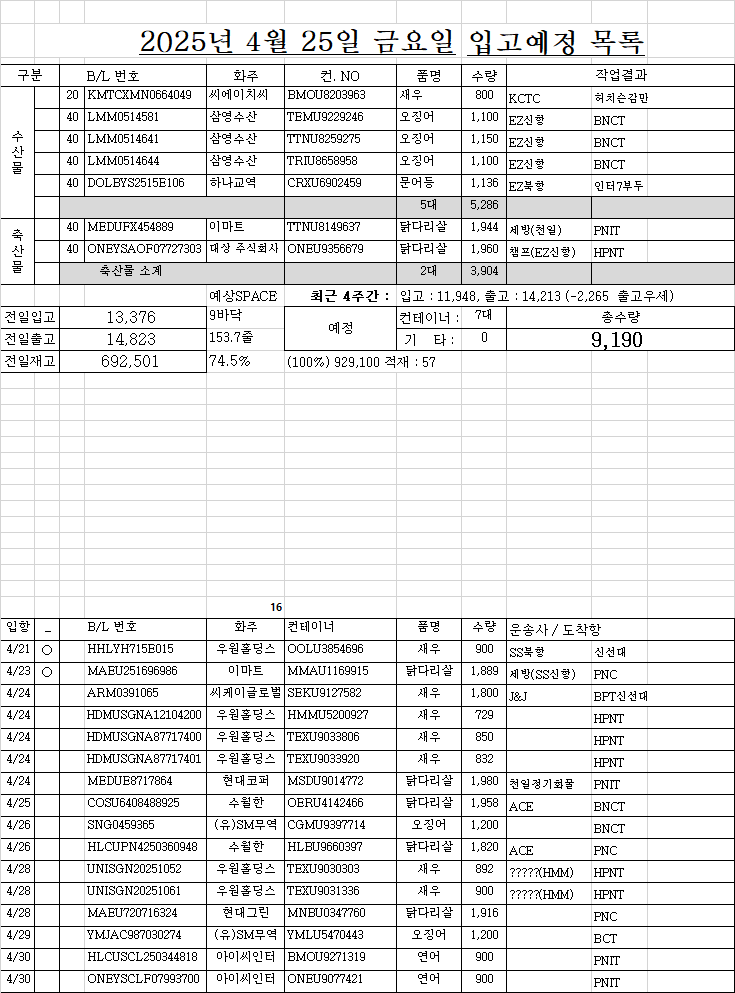 2025년 4월 25일 금요일 입고예정 목록
구분 B/L 번호 화주 컨. NO 품명 수량 작업결과
수산물
20 KMTCXMN0664049 씨에이치씨 BMOU8203963 새우 800 KCTC 허치슨감만
40 LMM0514581 삼영수산 TEMU9229246 오징어 1,100 EZ신항 BNCT
40 LMM0514641 삼영수산 TTNU8259275 오징어 1,150 EZ신항 BNCT
40 LMM0514644 삼영수산 TRIU8658958 오징어 1,100 EZ신항 BNCT
40 DOLBYS2515E106 하나교역 CRXU6902459 문어등 1,136 EZ북항 인터7부두
5대 5,286
축산물
40 MEDUFX454889 이마트 TTNU8149637 닭다리살 1,944 세방(천일) PNIT
40 ONEYSAOF07727303 대상 주식회사 ONEU9356679 닭다리살 1,960 챔프(EZ신항) HPNT
축산물 소계 2대 3,904
예상SPACE 최근 4주간 : 입고 : 11,948, 출고 : 14,213 (-2,265 출고우세)
전일입고 13,376 9바닥 예정 컨테이너 : 7대 총수량
전일출고 14,823 153.7줄 기 타 : 0 9,190
전일재고 692,501 74.5% (100%) 929,100 적재 : 57
16
입항 _ B/L 번호 화주 컨테이너 품명 수량 운송사 / 도착항
4/21 ○ HHLYH715E015 우원홀딩스 OOLU3854696 새우 900 SS북항 신선대
4/23 ○ MAEU251696986 이마트 MMAU1169915 닭다리살 1,889 세방(SS신항) PNC
4/24 ARM0391065 씨케이글로벌 SEKU9127582 새우 1,800 J&J BPT신선대
4/24 HDMUSGNA12104200 우원홀딩스 HMMU5200927 새우 729 HPNT
4/24 HDMUSGNA87717400 우원홀딩스 TEXU9033806 새우 850 HPNT
4/24 HDMUSGNA87717401 우원홀딩스 TEXU9033920 새우 832 HPNT
4/24 MEDUE8717864 현대코퍼 MSDU9014772 닭다리살 1,980 천일정기화물 PNIT
4/25 COSU6408488925 수월한 OERU4142466 닭다리살 1,958 ACE BNCT
4/26 SNG0459365 (유)SM무역 CGMU9397714 오징어 1,200 BNCT
4/26 HLCUPN4250360948 수월한 HLEU9660397 닭다리살 1,820 ACE PNC
4/28 UNISGN20251052 우원홀딩스 TEXU9030303 새우 892 ?????(HMM) HPNT
4/28 UNISGN20251061 우원홀딩스 TEXU9031336 새우 900 ?????(HMM) HPNT
4/28 MAEU720716324 현대그린 MNBU0347760 닭다리살 1,916 PNC
4/29 YMJAC987030274 (유)SM무역 YMLU5470443 오징어 1,200 BCT
4/30 HLCUSCL250344818 아이씨인터 BMOU9271319 연어 900 PNIT
4/30 ONEYSCLF07993700 아이씨인터 ONEU9077421 연어 900 PNIT